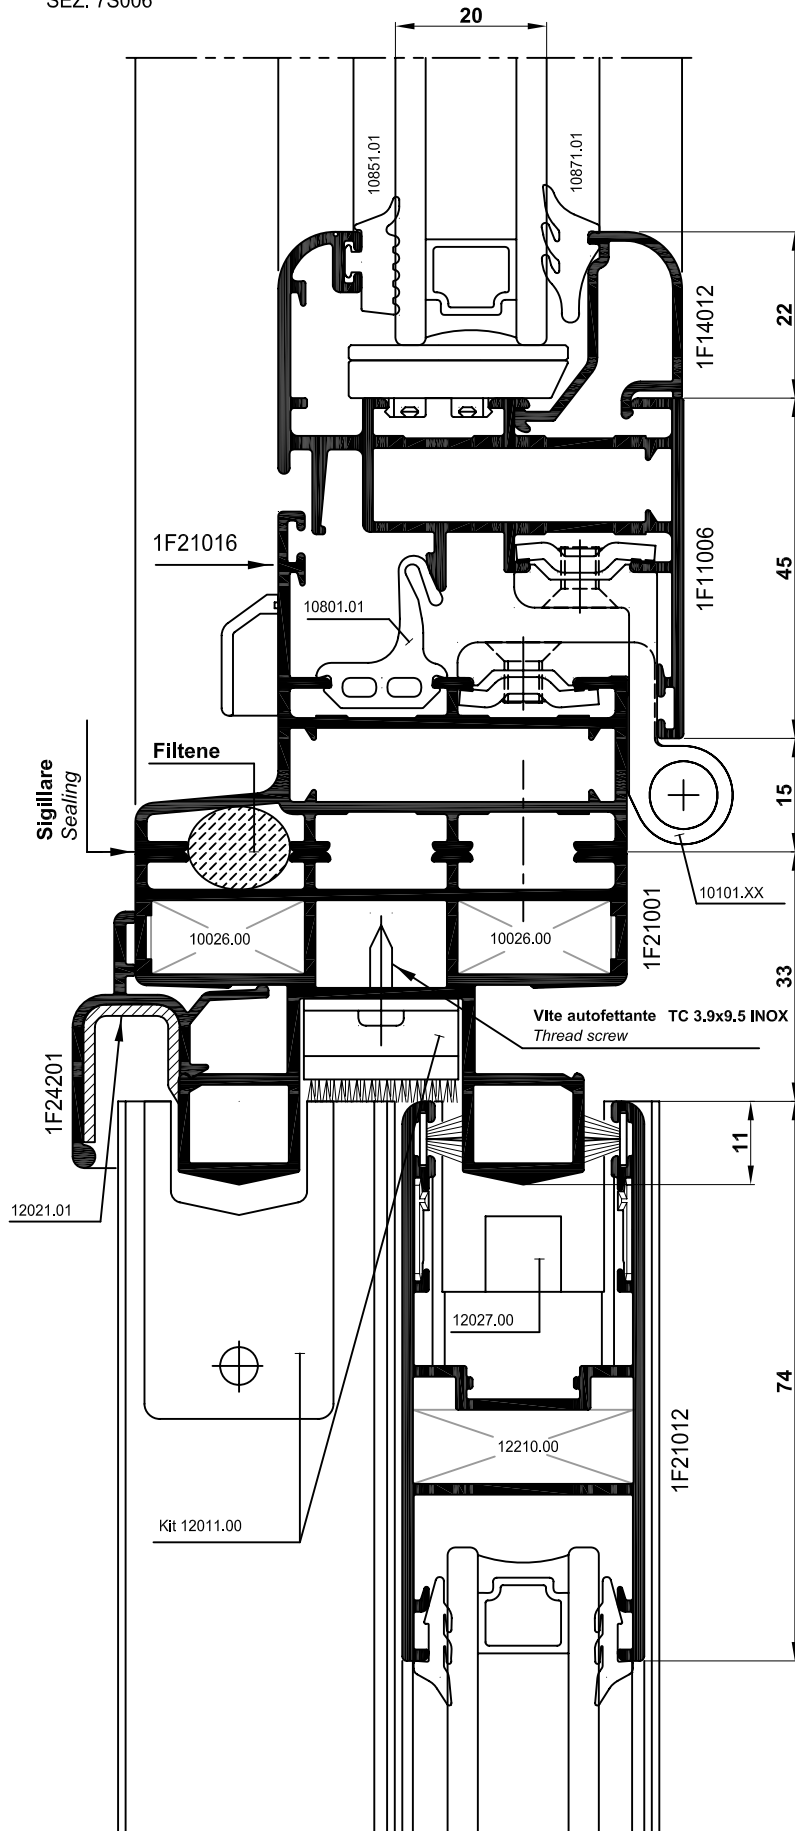 SEZ. 7S006
20
10851.01
10871.01
22
1F14012
45
1F21016
1F11006
10801.01
Sigillare
Sealing
Filtene
15
10101.XX
10026.00
10026.00
1F21001
33
VIte autofettante TC 3.9x9.5 INOX
Thread screw
1F24201
11
12021.01
12027.00
74
12210.00
1F21012
Kit 12011.00